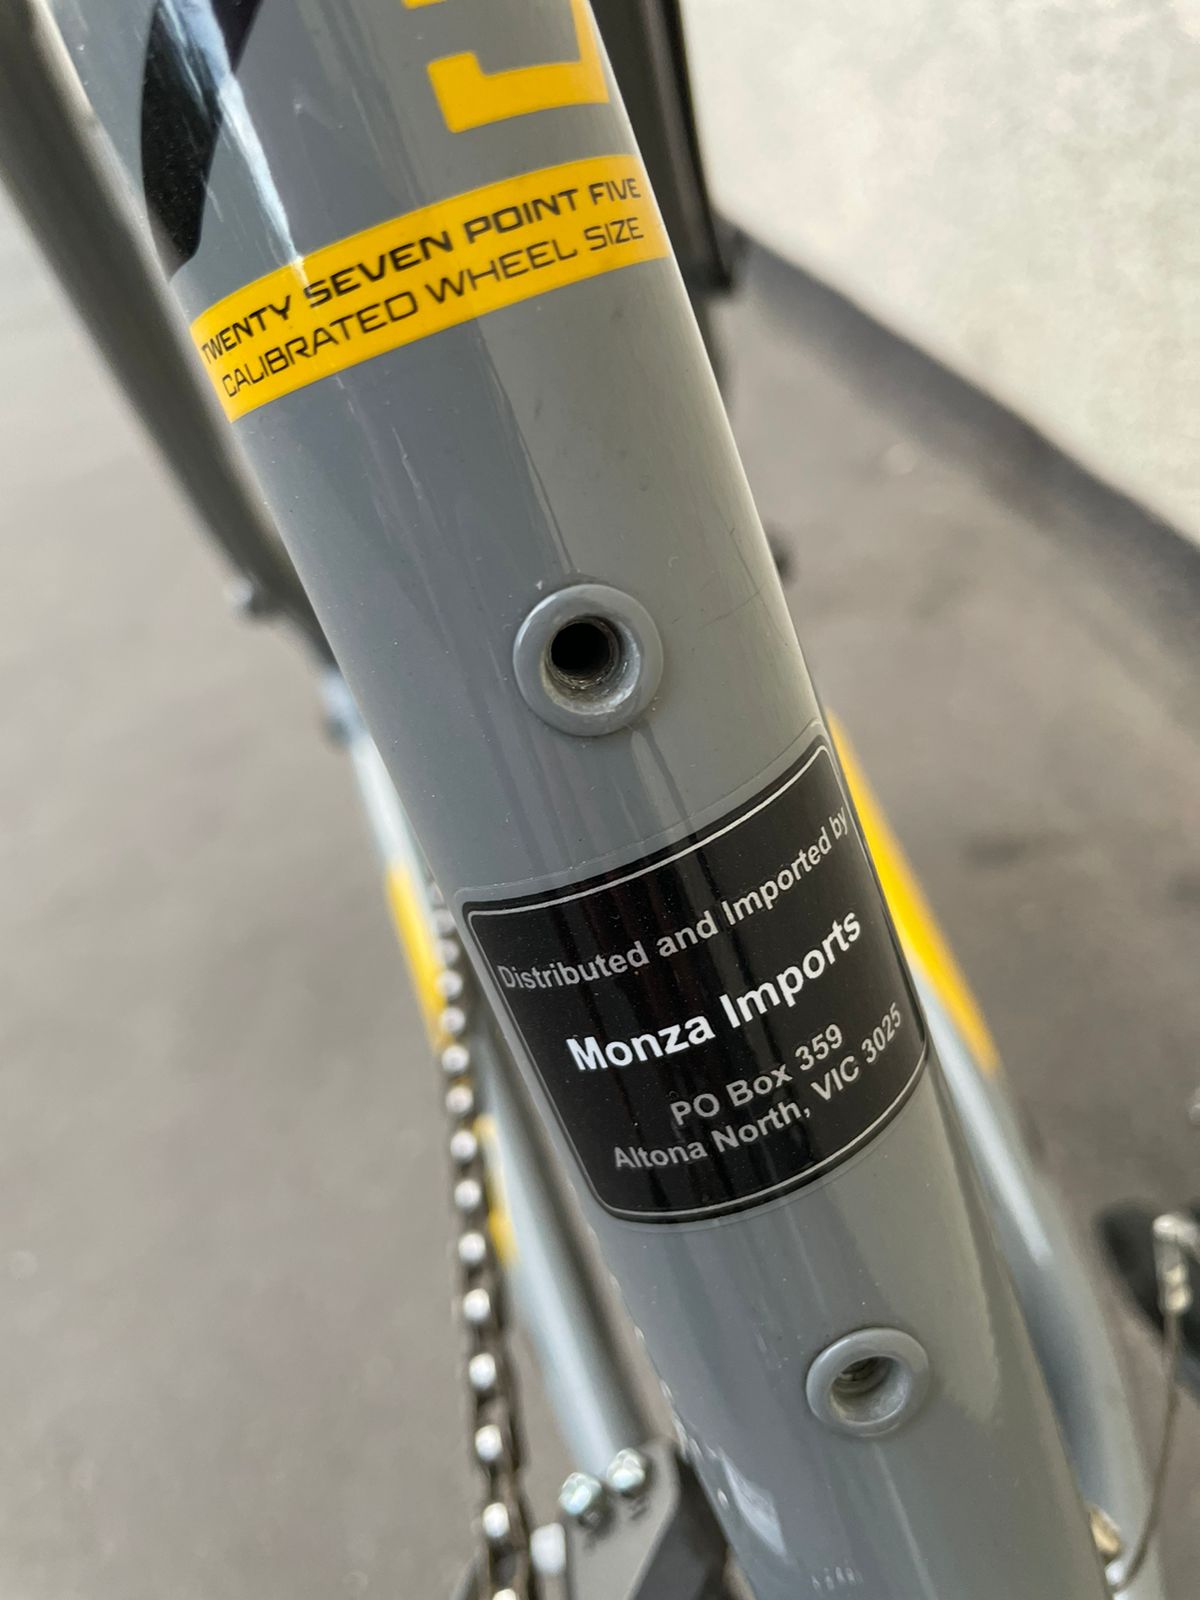 TWENTY SEVEN POINT FIVE
CALIBRATED WHEEL SIZE
Distributed and Imported by
Monza Imports
PO Box 359
Altona North, VIC 3025